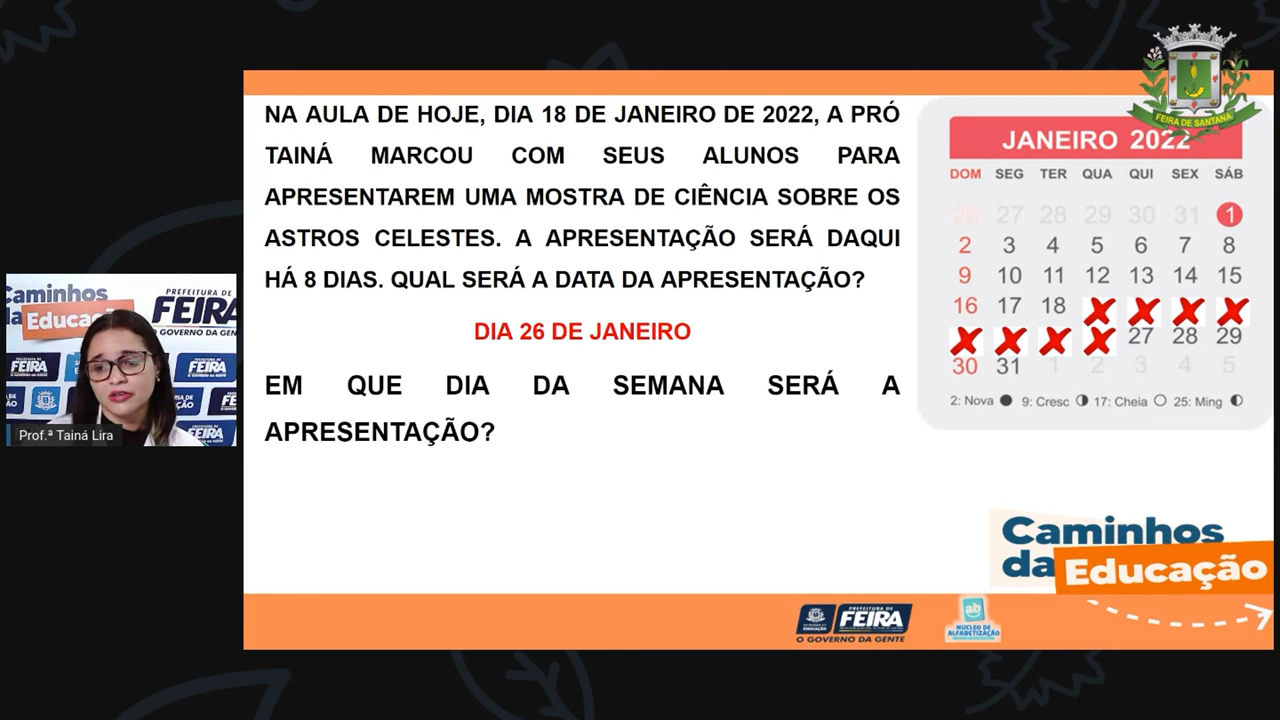 NA AULA DE HOJE, DIA 18 DE JANEIRO DE 2022, A PRÓ
TAINÁ MARCOU COM SEUS ALUNOS PARA
APRESENTAREM UMA MOSTRA DE CIÊNCIA SOBRE OS
ASTROS CELESTES. A APRESENTAÇÃO SERÁ DAQUI
HÁ 8 DIAS. QUAL SERÁ A DATA DA APRESENTAÇÃO?
DIA 26 DE JANEIRO
EM QUE DIA DA SEMANA SERÁ A
APRESENTAÇÃO?
FEIRA DE SANTANA
JANEIRO 2022
DOM SEG TER QUA QUI SEX SÁB
26 27 28 29 30 31 1
2 3 4 5 6 7 8
9 10 11 12 13 14 15
16 17 18
27 28 29
30 31 1 2 3 4 5
2: Nova 9: Cresc 17: Cheia 25: Ming
Caminhos
da Educação
PREFEITURA DE
FEIRA
O GOVERNO DA GENTE
Prof.ª Tainá Lira
Caminhos
da Educação
PREFEITURA DE
FEIRA
O GOVERNO DA GENTE
ab
NÚCLEO DE
ALFABETIZAÇÃO